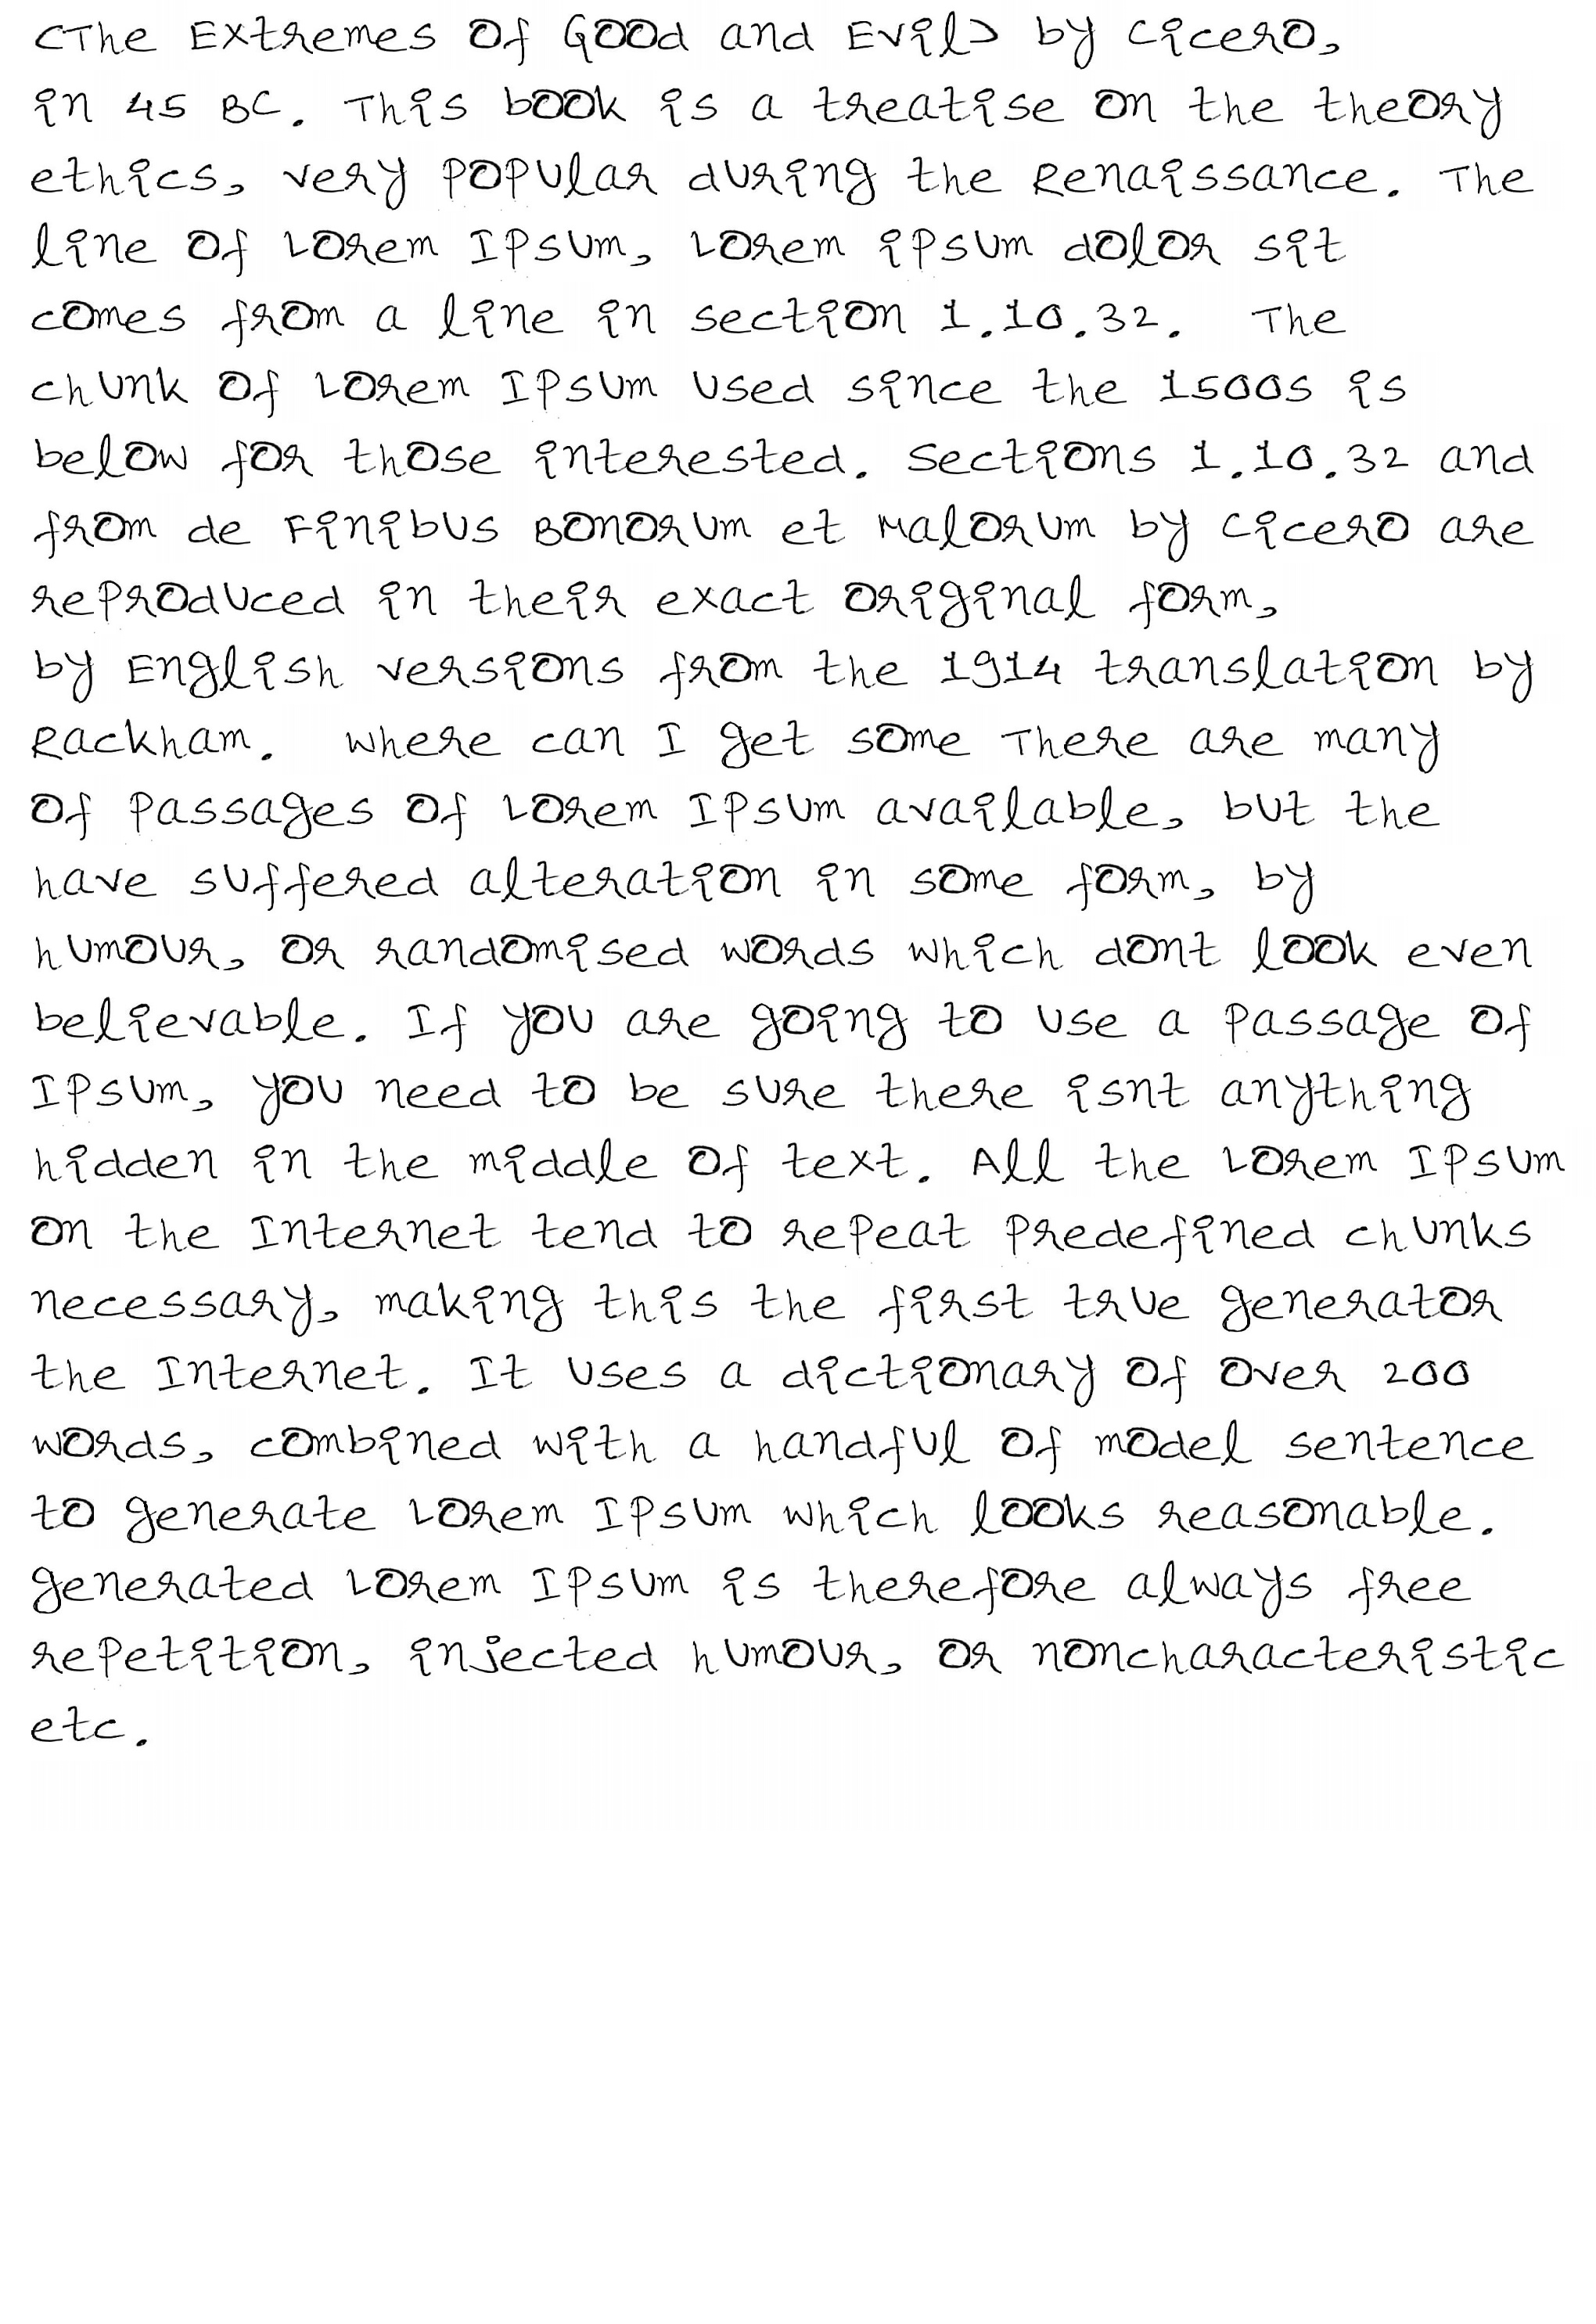 (The Extremes of Good and Evil) by Cicero,
in 45 BC. This book is a treatise on the theory
ethics, very popular during the Renaissance. The
line of Lorem Ipsum, Lorem ipsum dolor sit
comes from a line in section 1.10.32. The
chunk of Lorem Ipsum used since the 1500s is
below for those interested. Sections 1.10.32 and
from de Finibus Bonorum et Malorum by Cicero are
reproduced in their exact original form,
by English versions from the 1914 translation by
Rackham. Where can I get some There are many
of passages of Lorem Ipsum available, but the
have suffered alteration in some form, by
humour, or randomised words which dont look even
believable. If you are going to use a passage of
Ipsum, you need to be sure there isnt anything
hidden in the middle of text. All the Lorem Ipsum
on the Internet tend to repeat predefined chunks
necessary, making this the first true generator
the Internet. It uses a dictionary of over 200
words, combined with a handful of model sentence
to generate Lorem Ipsum which looks reasonable.
generated Lorem Ipsum is therefore always free
repetition, injected humour, or noncharacteristic
etc.